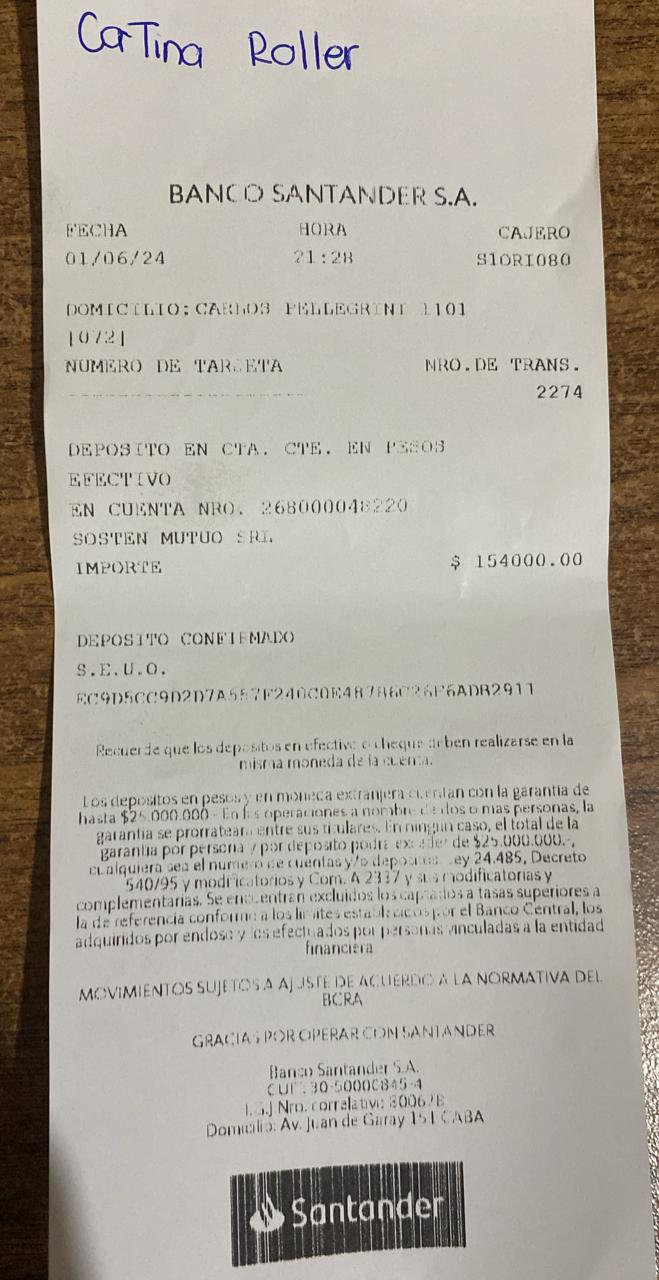 CorTina Roller
BANCO SANTANDER S.A.
FECHA HORA CAJERO
01/06/24 21:28 S1ORI080
DOMICILIO: CARLOS PELLEGRINI 1101
|072|
NUMERO DE TARJETA NRO.DE TRANS.
2274
DEPOSITO EN CTA. CTE. EN PESOS
EFECTIVO
EN CUENTA NRO. 268000048220
SOSTEN MUTUO SRL
IMPORTE $ 154000.00
DEPOSITO CONFIRMADO
S.E.U.O.
Recuerde que los depositos en efectivo o cheque deben realizarse en la
misma moneda de la cuenta.
Los depositos en pesos y en moneda extranjera cuentan con la garantia de
hasta $25.000.000 - En las operaciones a nombre de dos o mas personas, la
garantia se prorrateara entre sus titulares. En ningun caso, el total de la
garantia por persona y por deposito podra exceder de $25.000.000.-,
cualquiera sea el numero de cuentas y/o depositos. Ley 24.485, Decreto
540/95 y modificatorios y Com. A 2337 y sus modificatorias y
complementarias. Se encuentran excluidos los captados a tasas superiores a
la de referencia conforme a los limites establecidos por el Banco Central, los
adquiridos por endoso y los efectuados por personas vinculadas a la entidad
financiera
MOVIMIENTOS SUJETOS A AJUSTE DE ACUERDO A LA NORMATIVA DEL
BCRA
GRACIAS POR OPERAR CON SANTANDER
Banco Santander S.A.
CUIT: 30-50000845-4
I.G.J Nro. correlativo:
Domicilio: Av. Juan de Garay 151 CABA
Santander